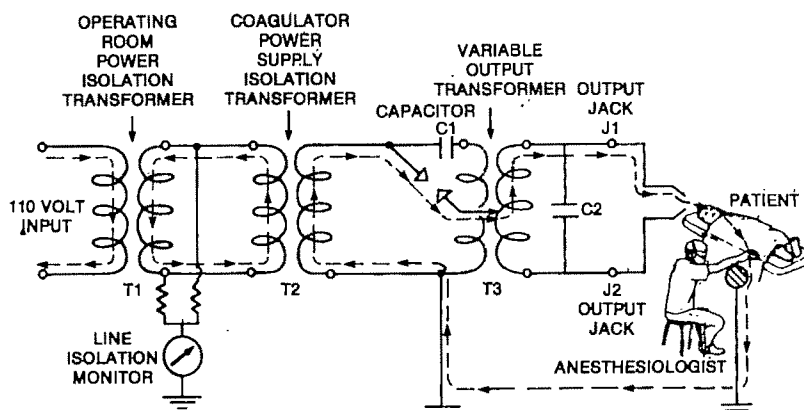 OPERATING
ROOM
POWER
ISOLATION
TRANSFORMER
COAGULATOR
POWER
SUPPLY
ISOLATION
TRANSFORMER
VARIABLE
OUTPUT
TRANSFORMER
CAPACITOR
C1
OUTPUT
JACK
J1
110 VOLT
INPUT
C2
PATIENT
T1
T2
T3
J2
OUTPUT
JACK
LINE
ISOLATION
MONITOR
ANESTHESIOLOGIST